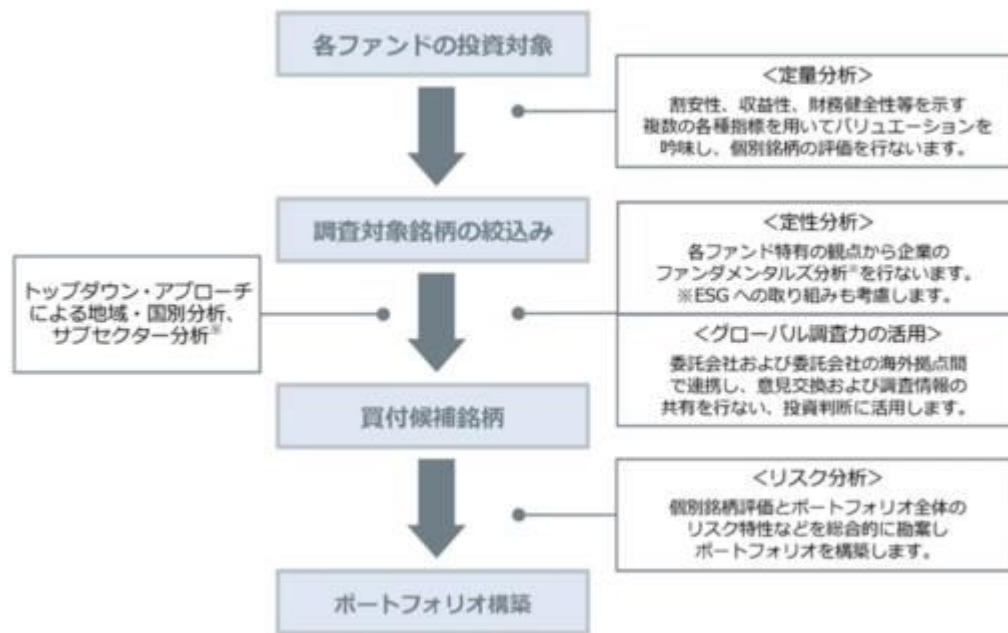 各ファンドの投資対象
<定量分析>
割安性、収益性、財務健全性等を示す
複数の各種指標を用いてバリュエーションを
吟味し、個別銘柄の評価を行ないます。
調査対象銘柄の絞込み
<定性分析>
各ファンド特有の観点から企業の
ファンダメンタルズ分析※を行ないます。
※ESGへの取り組みも考慮します。
トップダウン・アプローチ
による地域・国別分析、
サブセクター分析※
<グローバル調査力の活用>
委託会社および委託会社の海外拠点間
で連携し、意見交換および調査情報の
共有を行ない、投資判断に活用します。
買付候補銘柄
<リスク分析>
個別銘柄評価とポートフォリオ全体の
リスク特性などを総合的に勘案し
ポートフォリオを構築します。
ポートフォリオ構築